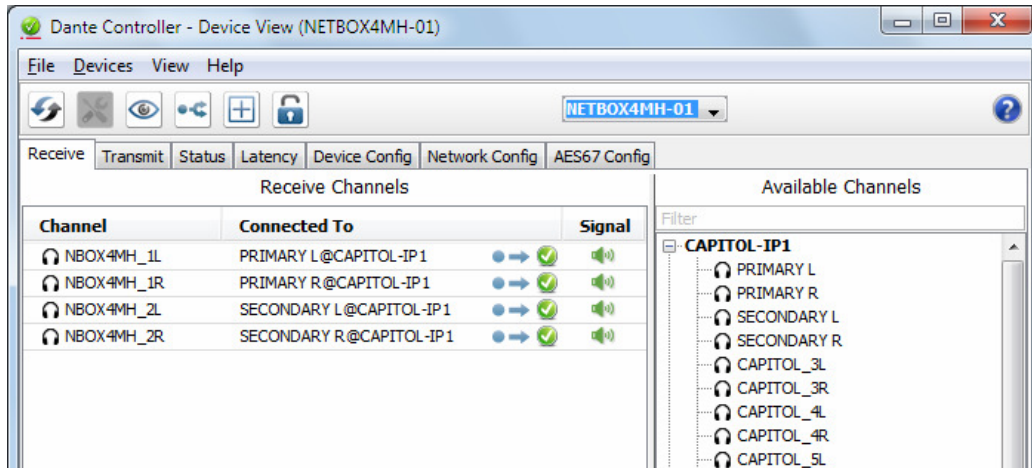 Dante Controller - Device View (NETBOX4MH-01)
File Devices View Help
NETBOX4MH-01
Receive Transmit Status Latency Device Config Network Config AES67 Config
Receive Channels
Available Channels
Channel Connected To Signal
Filter
NBOX4MH_1L PRIMARY L@CAPITOL-IP1
NBOX4MH_1R PRIMARY R@CAPITOL-IP1
NBOX4MH_2L SECONDARY L@CAPITOL-IP1
NBOX4MH_2R SECONDARY R@CAPITOL-IP1
CAPITOL-IP1
PRIMARY L
PRIMARY R
SECONDARY L
SECONDARY R
CAPITOL_3L
CAPITOL_3R
CAPITOL_4L
CAPITOL_4R
CAPITOL_5L